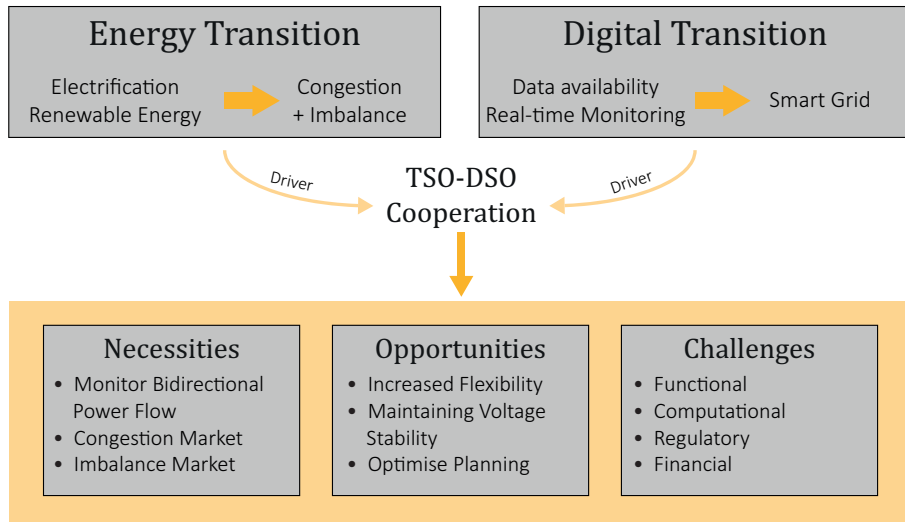 Energy Transition
Electrification
Renewable Energy
Congestion
+ Imbalance
Digital Transition
Data availability
Real-time Monitoring
Smart Grid
Driver
TSO-DSO
Cooperation
Driver
Necessities
• Monitor Bidirectional
Power Flow
• Congestion Market
• Imbalance Market
Opportunities
• Increased Flexibility
• Maintaining Voltage
Stability
• Optimise Planning
Challenges
• Functional
• Computational
• Regulatory
• Financial